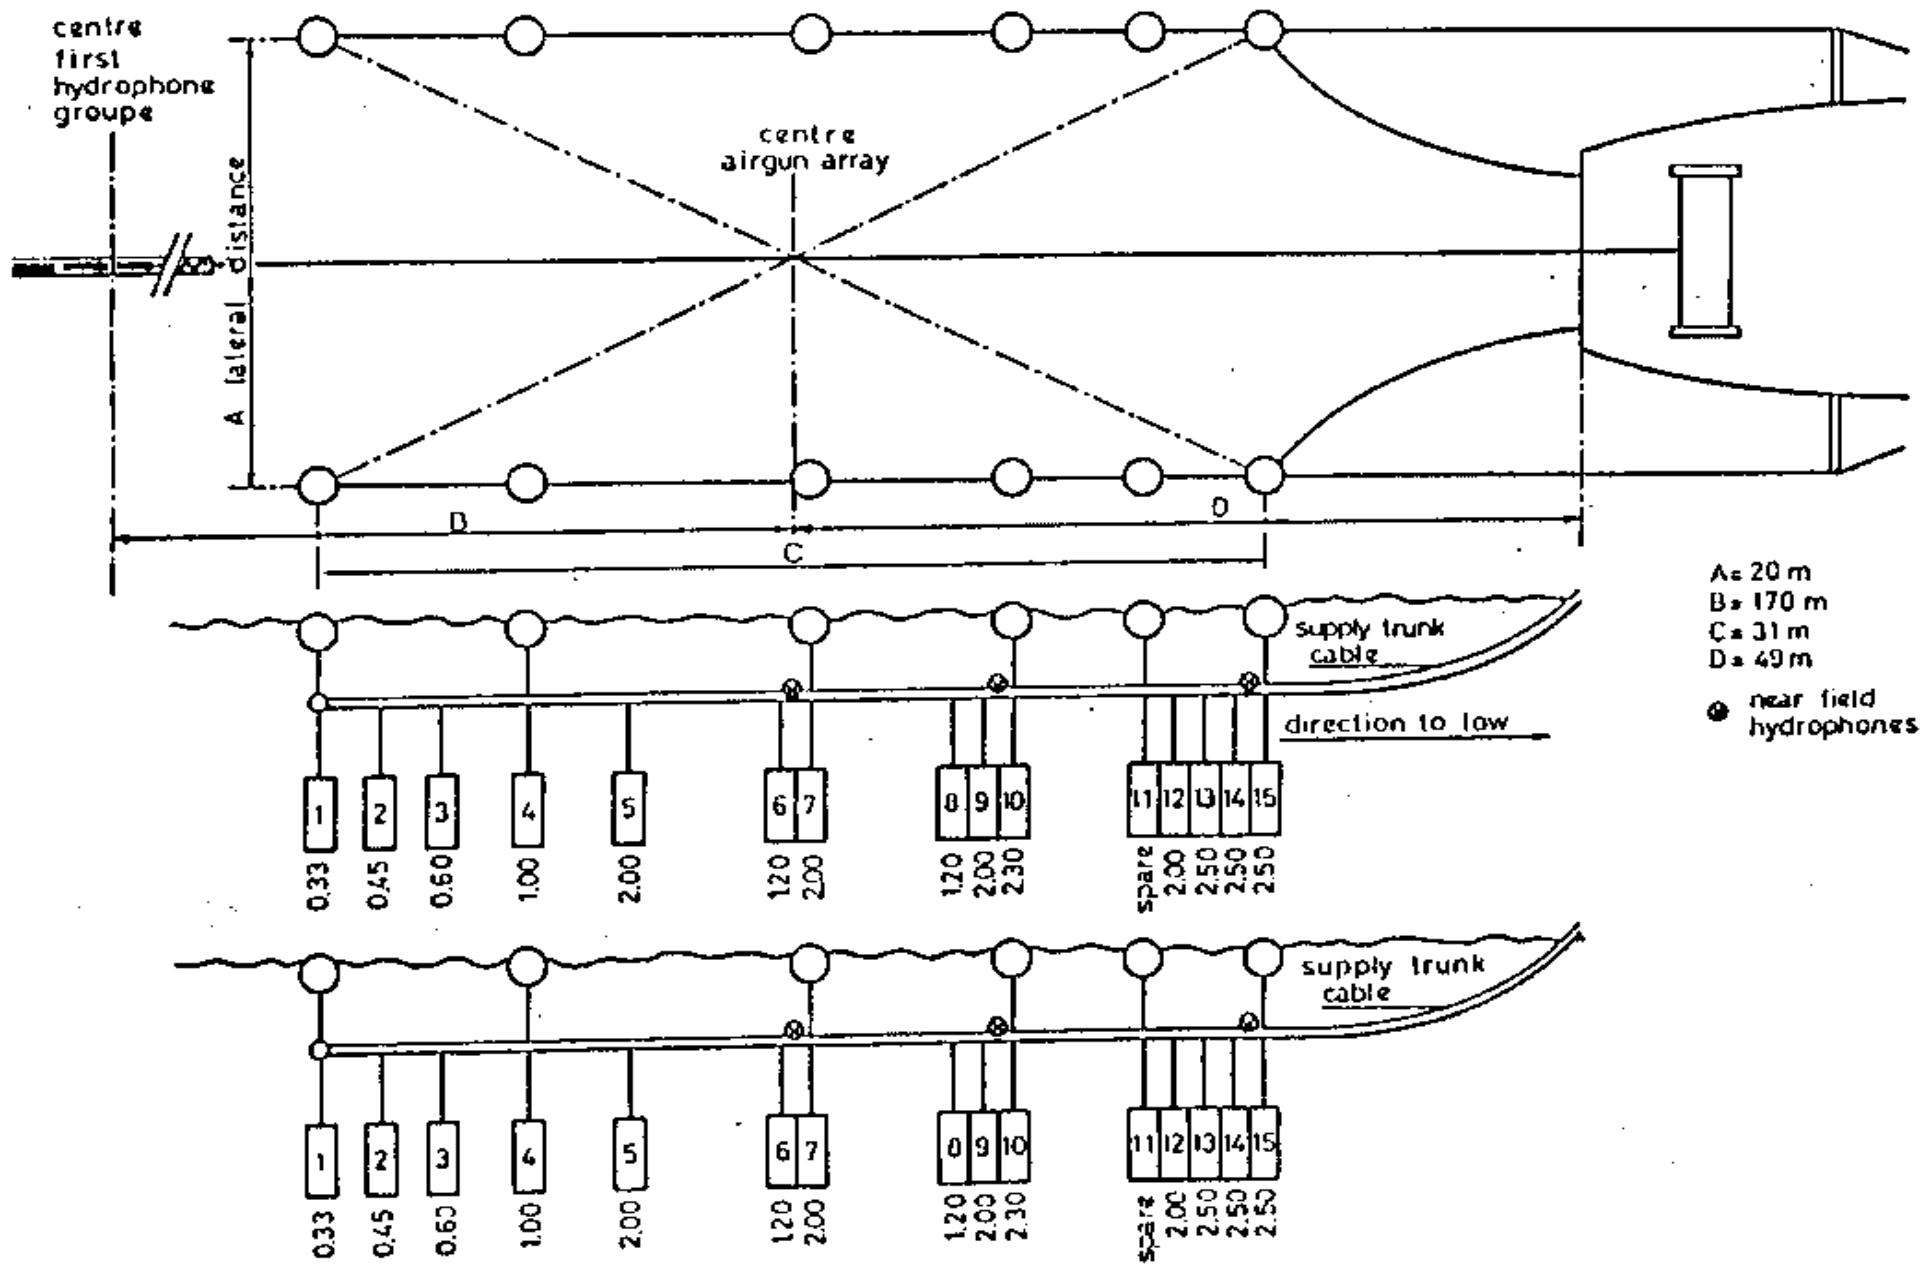 centre
first
hydrophone
groupe
A lateral distance
centre
airgun array
B
D
C
A= 20 m
B= 170 m
C= 31 m
D= 49 m
near field
hydrophones
supply trunk
cable
direction to low
1 2 3 4 5 6 7 8 9 10 11 12 13 14 15
0.33 0.45 0.60 1.00 2.00 1.20 2.00 1.20 2.00 2.30 spare 2.00 2.50 2.50 2.50
supply trunk
cable
1 2 3 4 5 6 7 8 9 10 11 12 13 14 15
0.33 0.45 0.60 1.00 2.00 1.20 2.00 1.20 2.00 2.30 spare 2.00 2.50 2.50 2.50